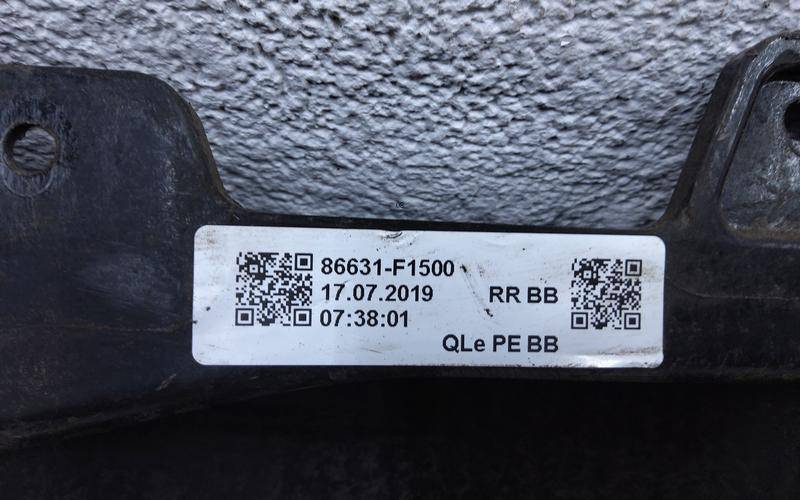 86631-F1500
17.07.2019
RR BB
07:38:01
QLe PE BB